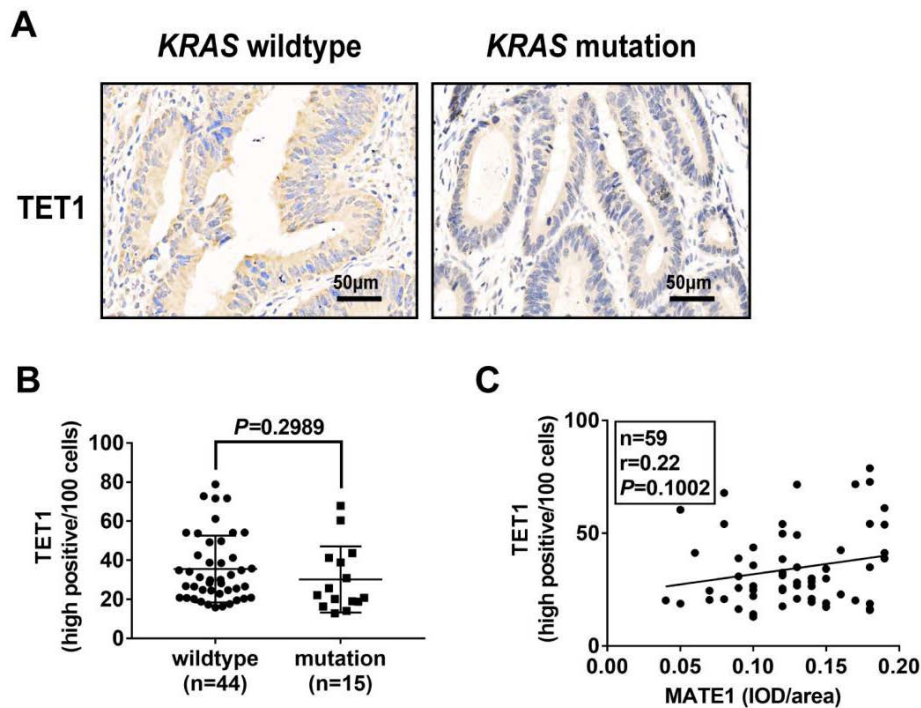 A
KRAS wildtype
KRAS mutation
TET1
50μm
50μm
B
P=0.2989
TET1
(high positive/100 cells)
100
80
60
40
20
0
wildtype
(n=44)
mutation
(n=15)
C
n=59
r=0.22
P=0.1002
TET1
(high positive/100 cells)
100
50
0
0.00
0.05
0.10
0.15
0.20
MATE1 (IOD/area)